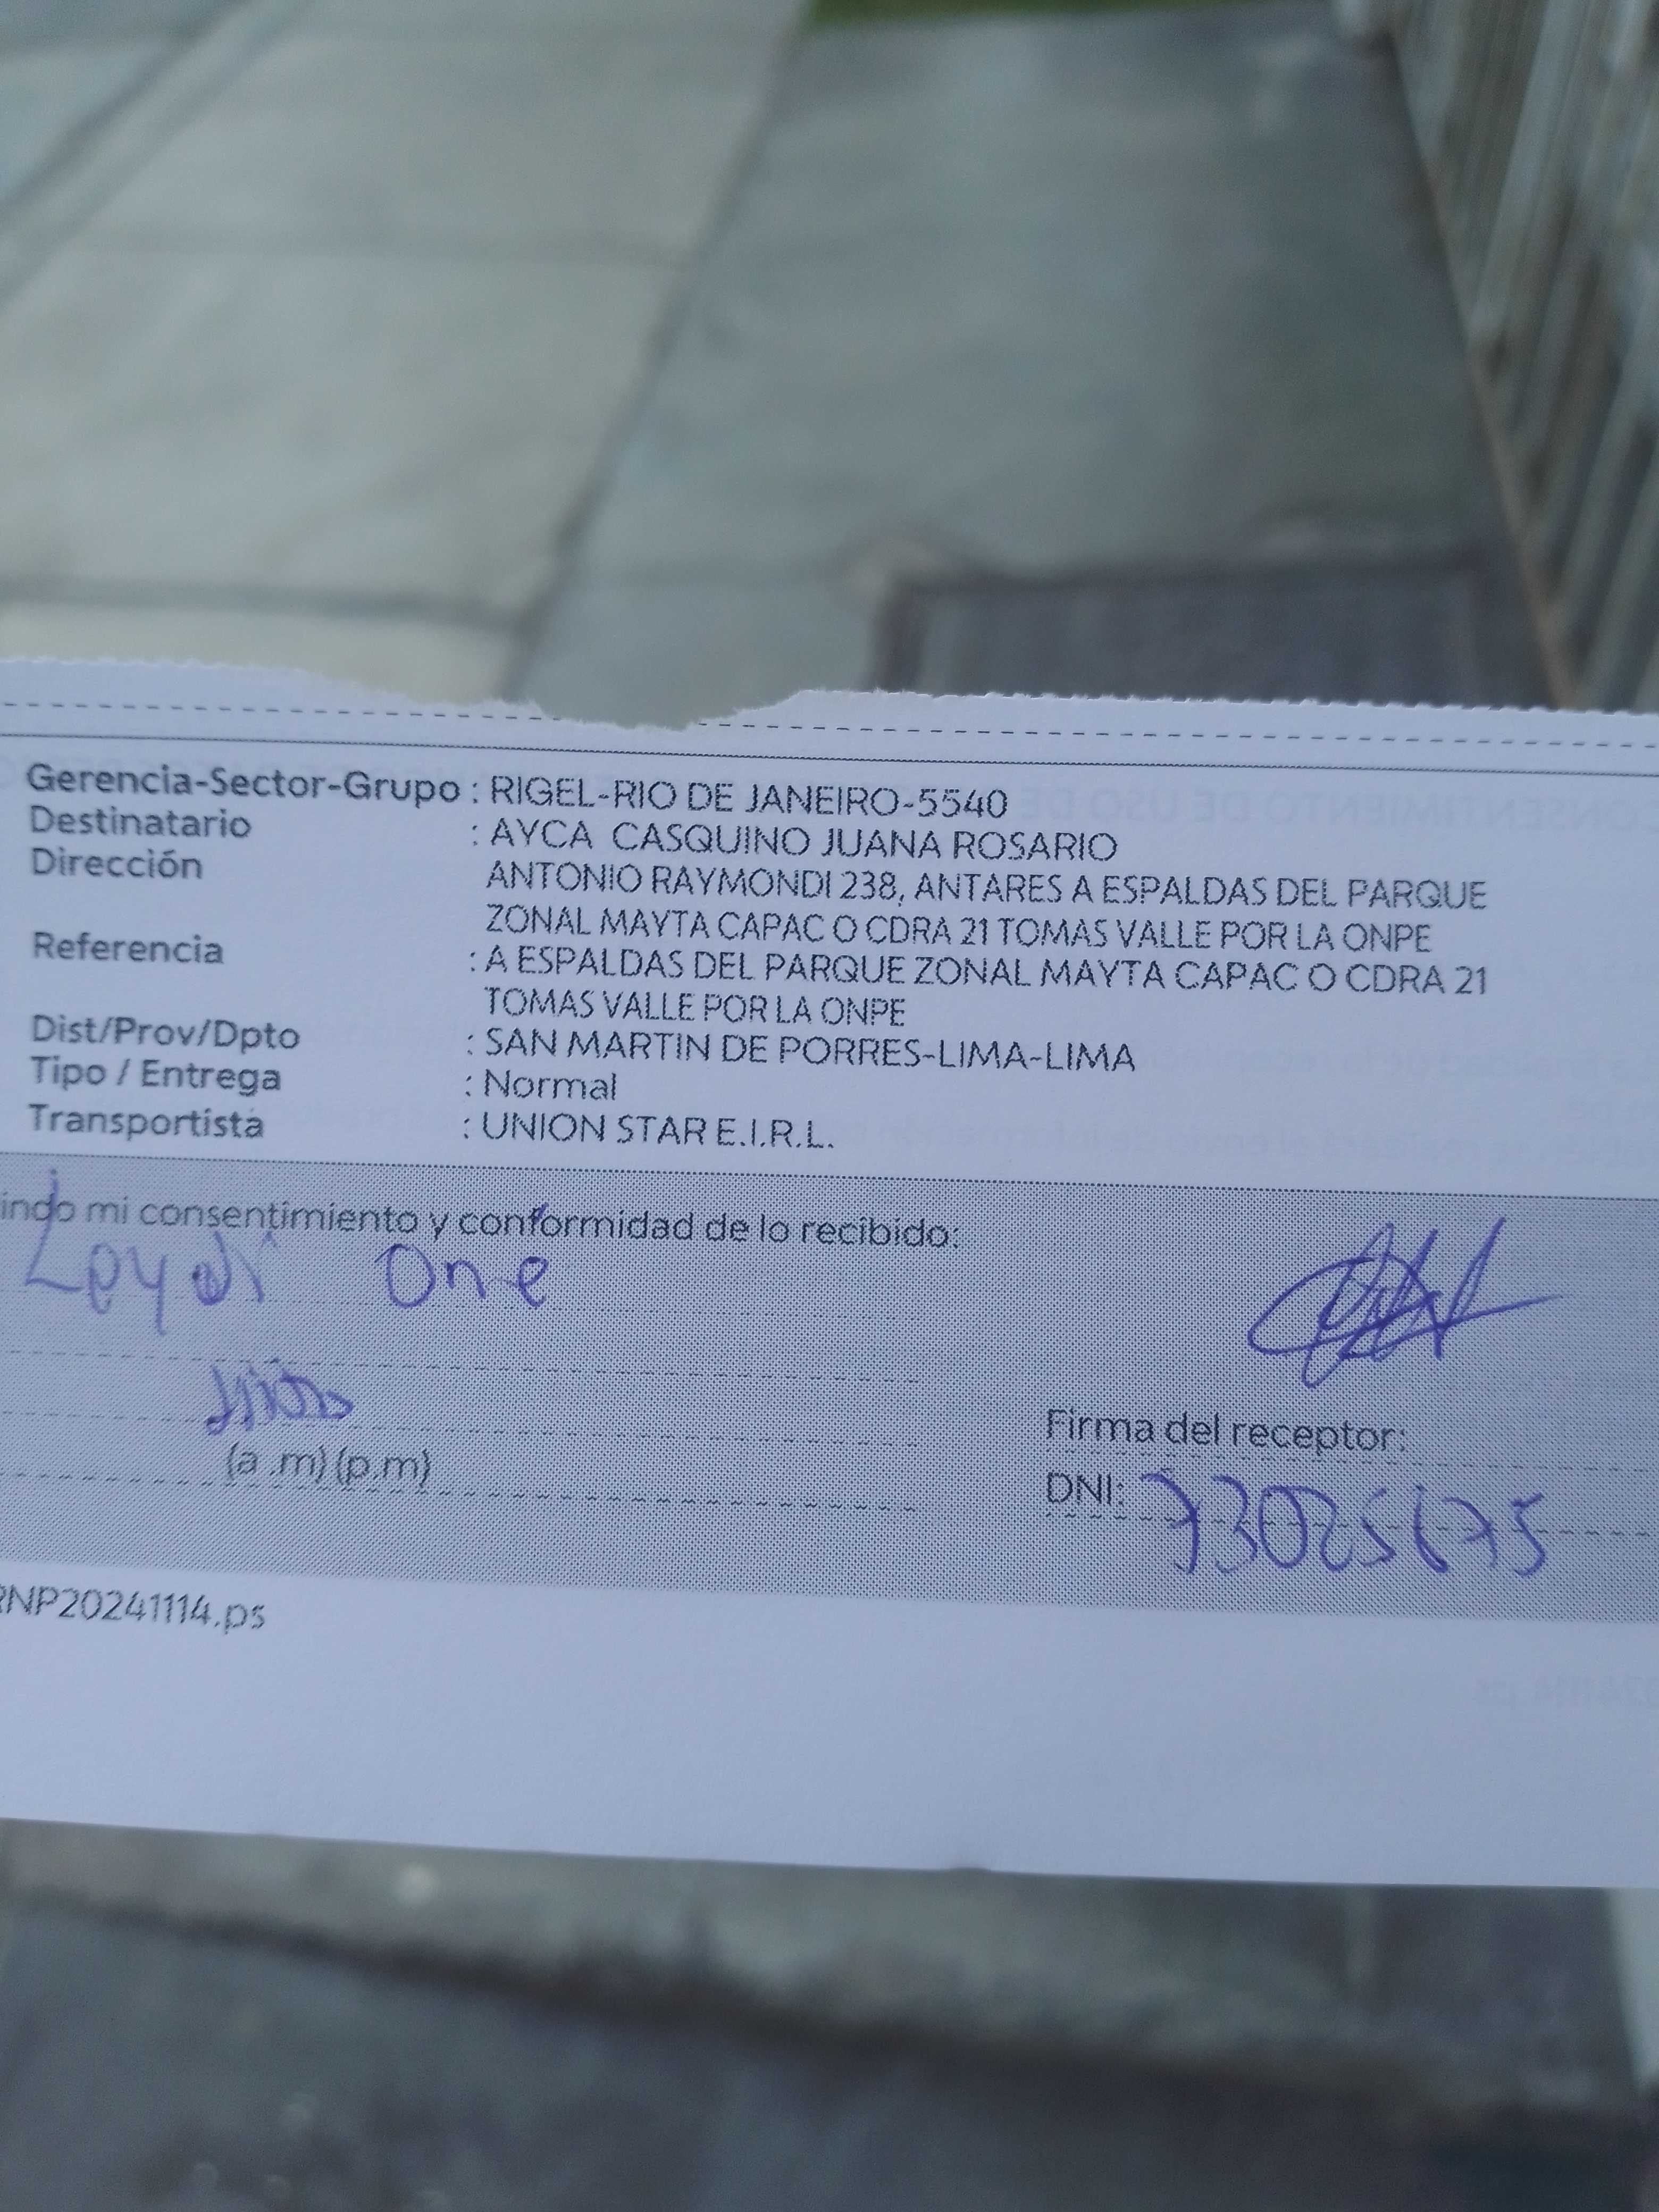 Gerencia-Sector-Grupo : RIGEL-RIO DE JANEIRO-5540
Destinatario : AYCA CASQUINO JUANA ROSARIO
Dirección ANTONIO RAYMONDI 238, ANTARES A ESPALDAS DEL PARQUE
ZONAL MAYTA CAPAC O CDRA 21 TOMAS VALLE POR LA ONPE
Referencia : A ESPALDAS DEL PARQUE ZONAL MAYTA CAPAC O CDRA 21
TOMAS VALLE POR LA ONPE
Dist/Prov/Dpto : SAN MARTIN DE PORRES-LIMA-LIMA
Tipo / Entrega : Normal
Transportista : UNION STAR E.I.R.L.
indo mi consentimiento y conformidad de lo recibido:
Leydi One
Firma del receptor:
(a .m) (p.m)
DNI: 73025675
RNP20241114.ps